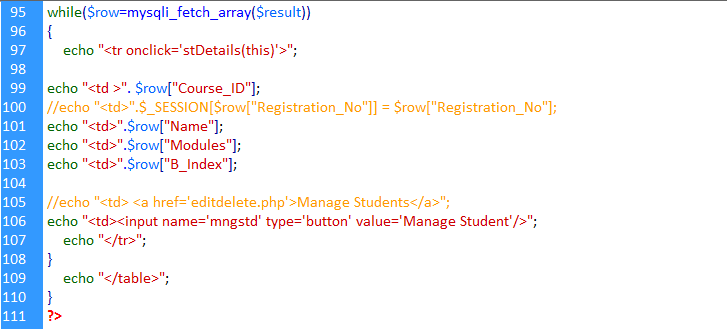 95 while($row=mysqli_fetch_array($result))
96 {
97 echo "<tr onclick='stDetails(this)'>";
98
99 echo "<td >". $row["Course_ID"];
100 //echo "<td>".$_SESSION[$row["Registration_No"]] = $row["Registration_No"];
101 echo "<td>".$row["Name"];
102 echo "<td>".$row["Modules"];
103 echo "<td>".$row["B_Index"];
104
105 //echo "<td> <a href='editdelete.php'>Manage Students</a>";
106 echo "<td><input name='mngstd' type='button' value='Manage Student'/>";
107 echo "</tr>";
108 }
109 echo "</table>";
110 }
111 ?>